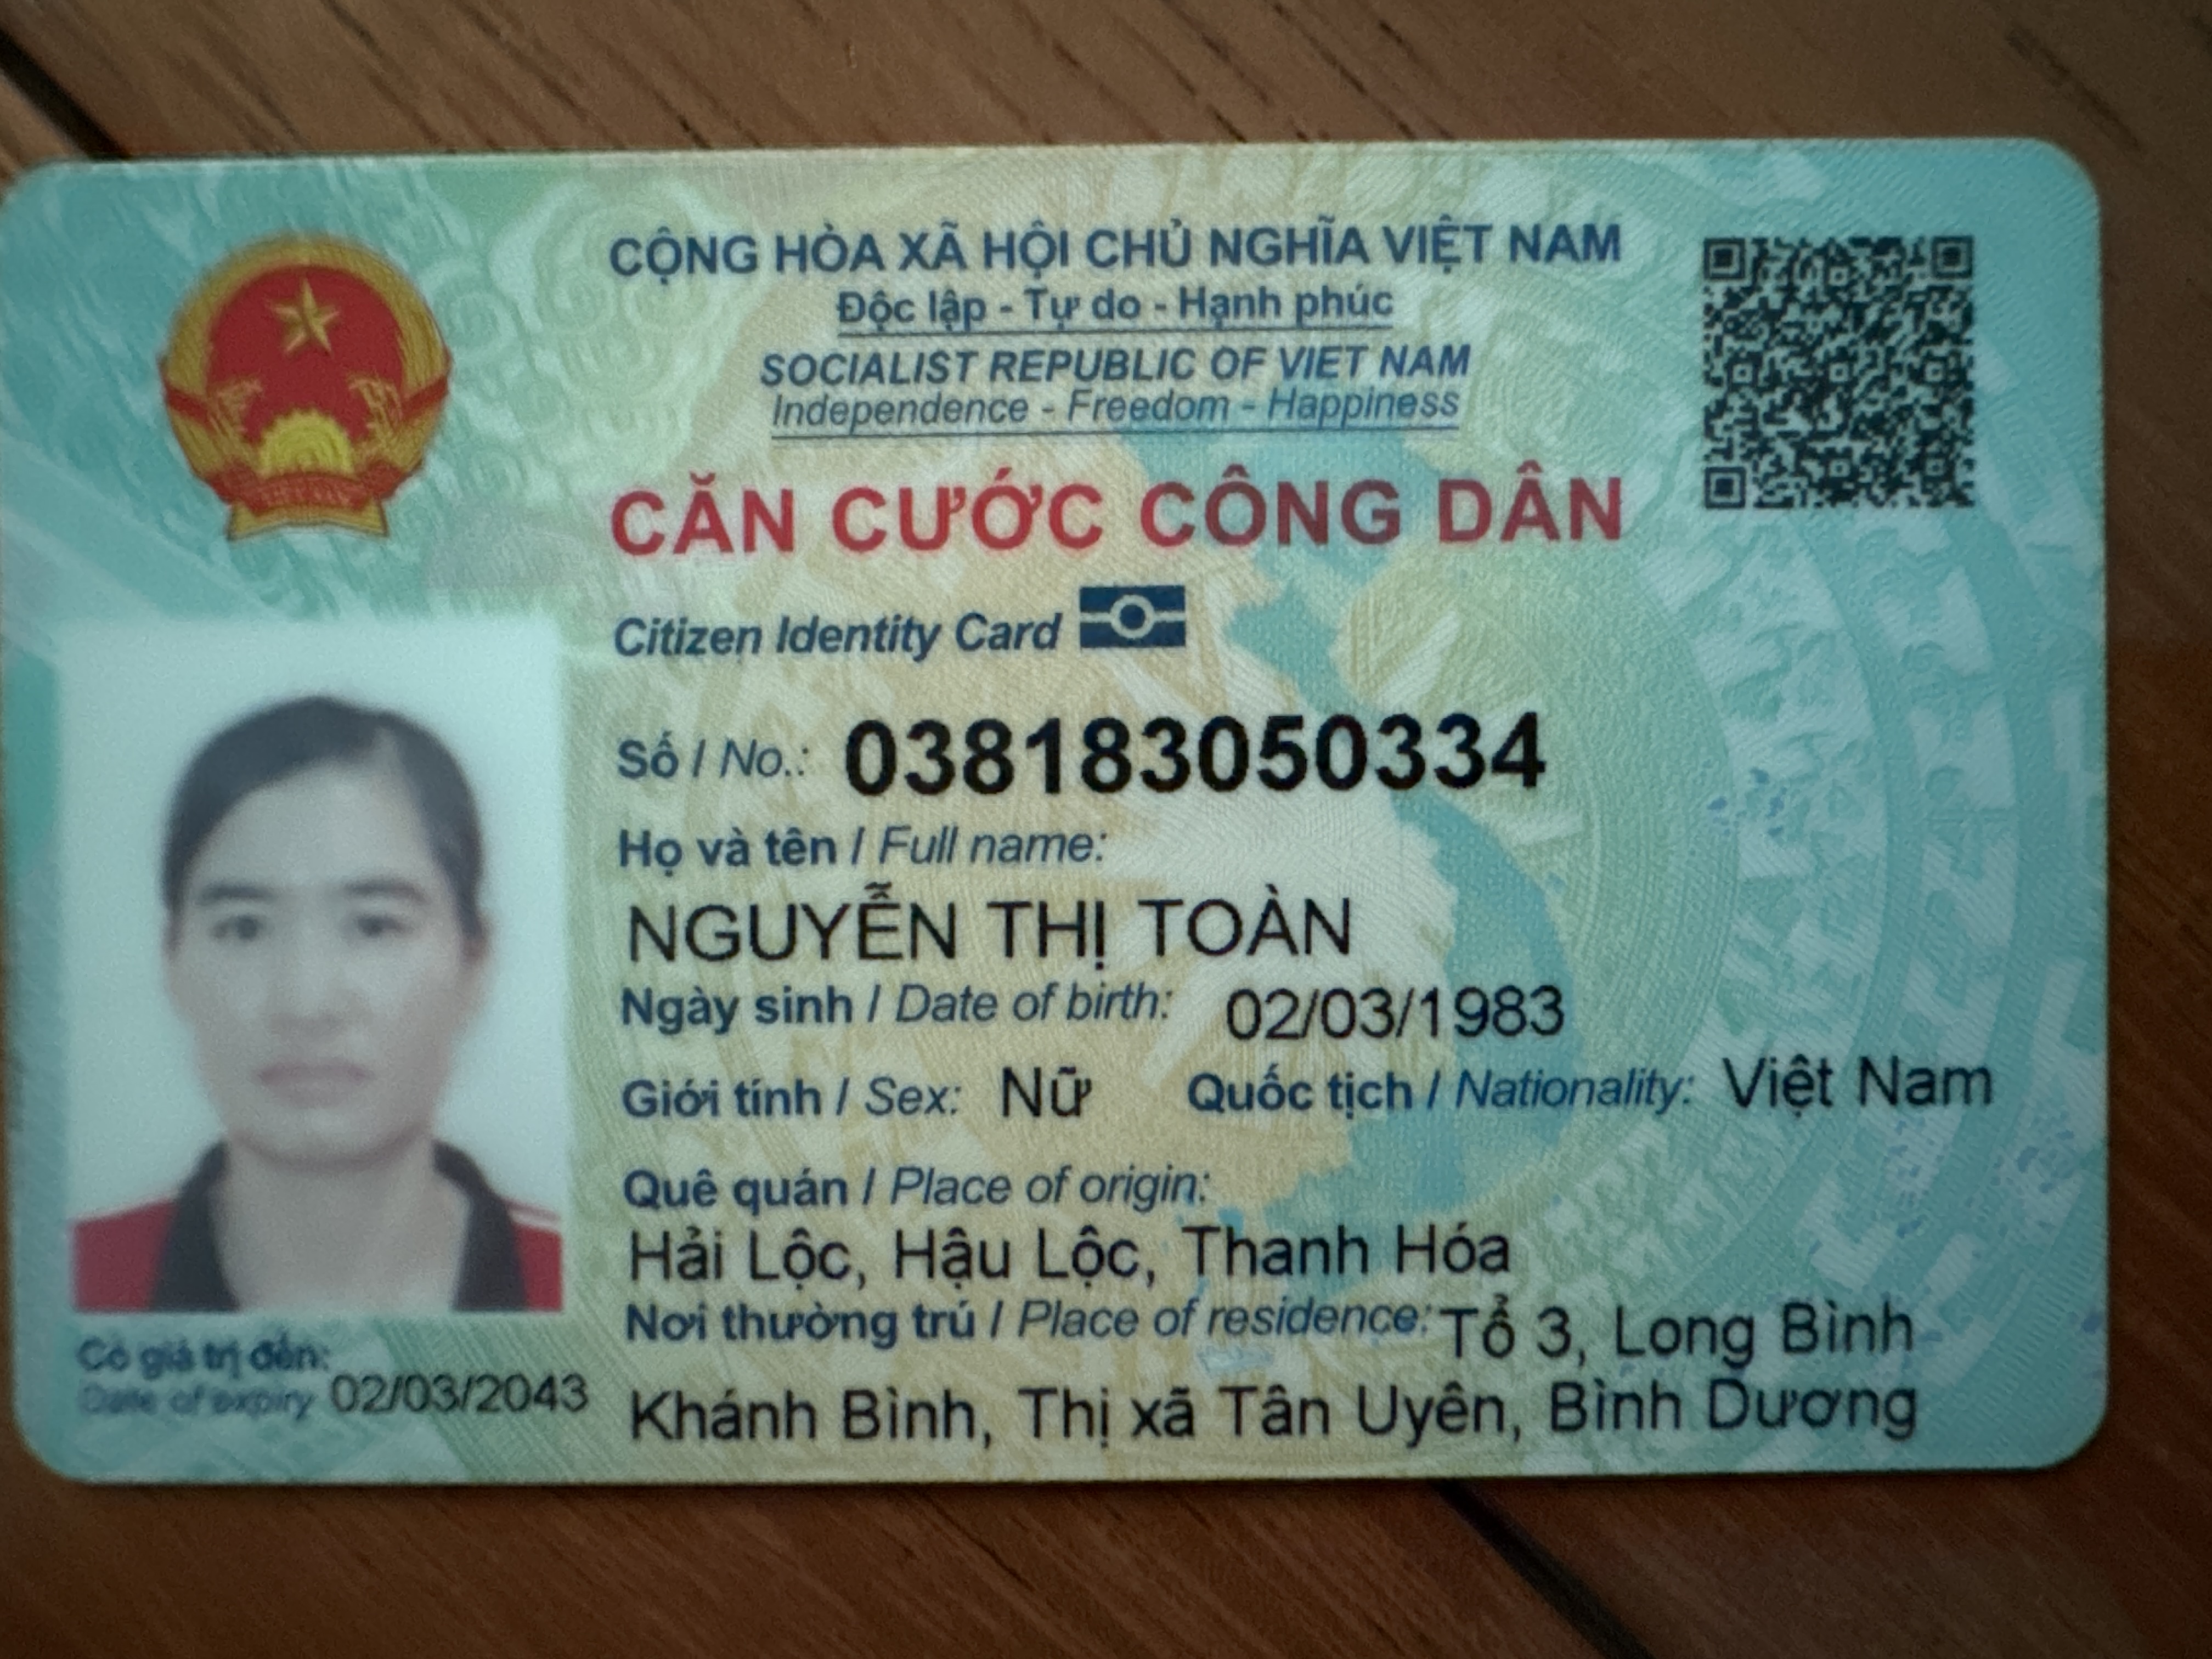 CỘNG HÒA XÃ HỘI CHỦ NGHĨA VIỆT NAM
Độc lập - Tự do - Hạnh phúc
SOCIALIST REPUBLIC OF VIET NAM
Independence - Freedom - Happiness
CĂN CƯỚC CÔNG DÂN
Citizen Identity Card
Số / No.: 038183050334
Họ và tên / Full name:
NGUYỄN THỊ TOÀN
Ngày sinh / Date of birth: 02/03/1983
Giới tính / Sex: Nữ Quốc tịch / Nationality: Việt Nam
Quê quán / Place of origin:
Hải Lộc, Hậu Lộc, Thanh Hóa
Nơi thường trú / Place of residence: Tổ 3, Long Bình
Khánh Bình, Thị xã Tân Uyên, Bình Dương
Có giá trị đến:
Date of expiry 02/03/2043